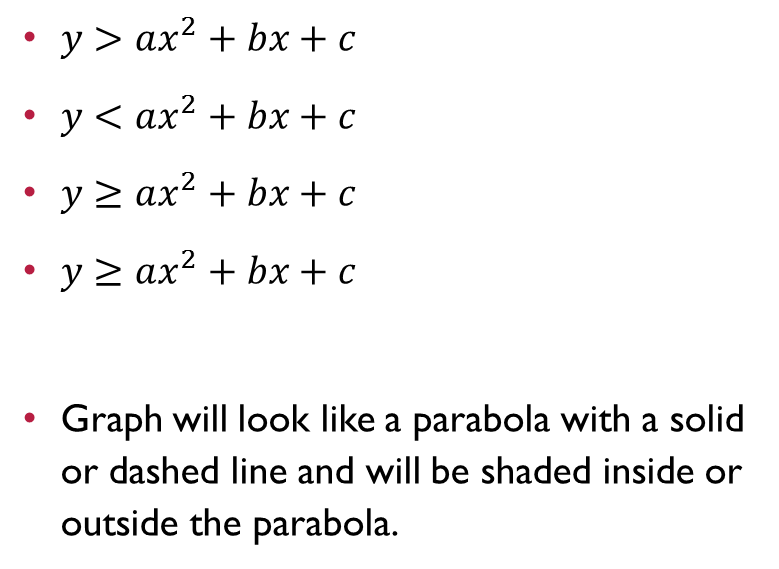 • y > ax² + bx + c
• y < ax² + bx + c
• y ≥ ax² + bx + c
• y ≥ ax² + bx + c
• Graph will look like a parabola with a solid
or dashed line and will be shaded inside or
outside the parabola.